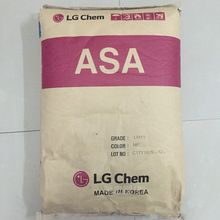 LG Chem
ASA
GRADE :
COLOR :
LOT NO :
LG Chem
MADE IN KOREA